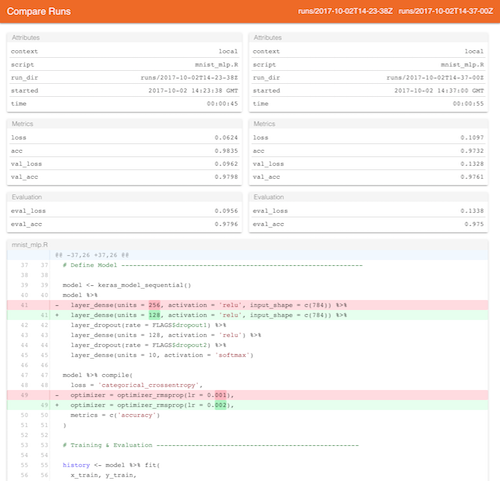 Compare Runs runs/2017-10-02T14-23-38Z runs/2017-10-02T14-37-00Z
Attributes
context local
script mnist_mlp.R
run_dir runs/2017-10-02T14-23-38Z
started 2017-10-02 14:23:38 GMT
time 00:00:45
Attributes
context local
script mnist_mlp.R
run_dir runs/2017-10-02T14-37-00Z
started 2017-10-02 14:37:00 GMT
time 00:00:55
Metrics
loss 0.0624
acc 0.9835
val_loss 0.0962
val_acc 0.9798
Metrics
loss 0.1097
acc 0.9732
val_loss 0.1328
val_acc 0.9761
Evaluation
eval_loss 0.0956
eval_acc 0.9796
Evaluation
eval_loss 0.1338
eval_acc 0.975
mnist_mlp.R
@@ -37,26 +37,26 @@
37 37 # Define Model --------------------------------------------------------------
38 38
39 39 model <- keras_model_sequential()
40 40 model %>%
41 - layer_dense(units = 256, activation = 'relu', input_shape = c(784)) %>%
41 + layer_dense(units = 128, activation = 'relu', input_shape = c(784)) %>%
42 42 layer_dropout(rate = FLAGS$dropout1) %>%
43 43 layer_dense(units = 128, activation = 'relu') %>%
44 44 layer_dropout(rate = FLAGS$dropout2) %>%
45 45 layer_dense(units = 10, activation = 'softmax')
46 46
47 47 model %>% compile(
48 48 loss = 'categorical_crossentropy',
49 - optimizer = optimizer_rmsprop(lr = 0.001),
49 + optimizer = optimizer_rmsprop(lr = 0.002),
50 50 metrics = c('accuracy')
51 51 )
52 52
53 53 # Training & Evaluation ----------------------------------------------------
54 54
55 55 history <- model %>% fit(
56 56 x_train, y_train,